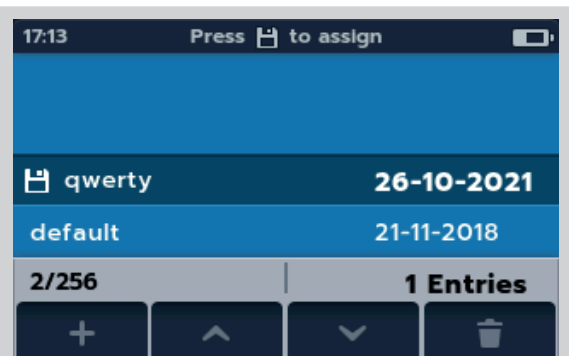 17:13 Press to assign
qwerty 26-10-2021
default 21-11-2018
2/256 1 Entries